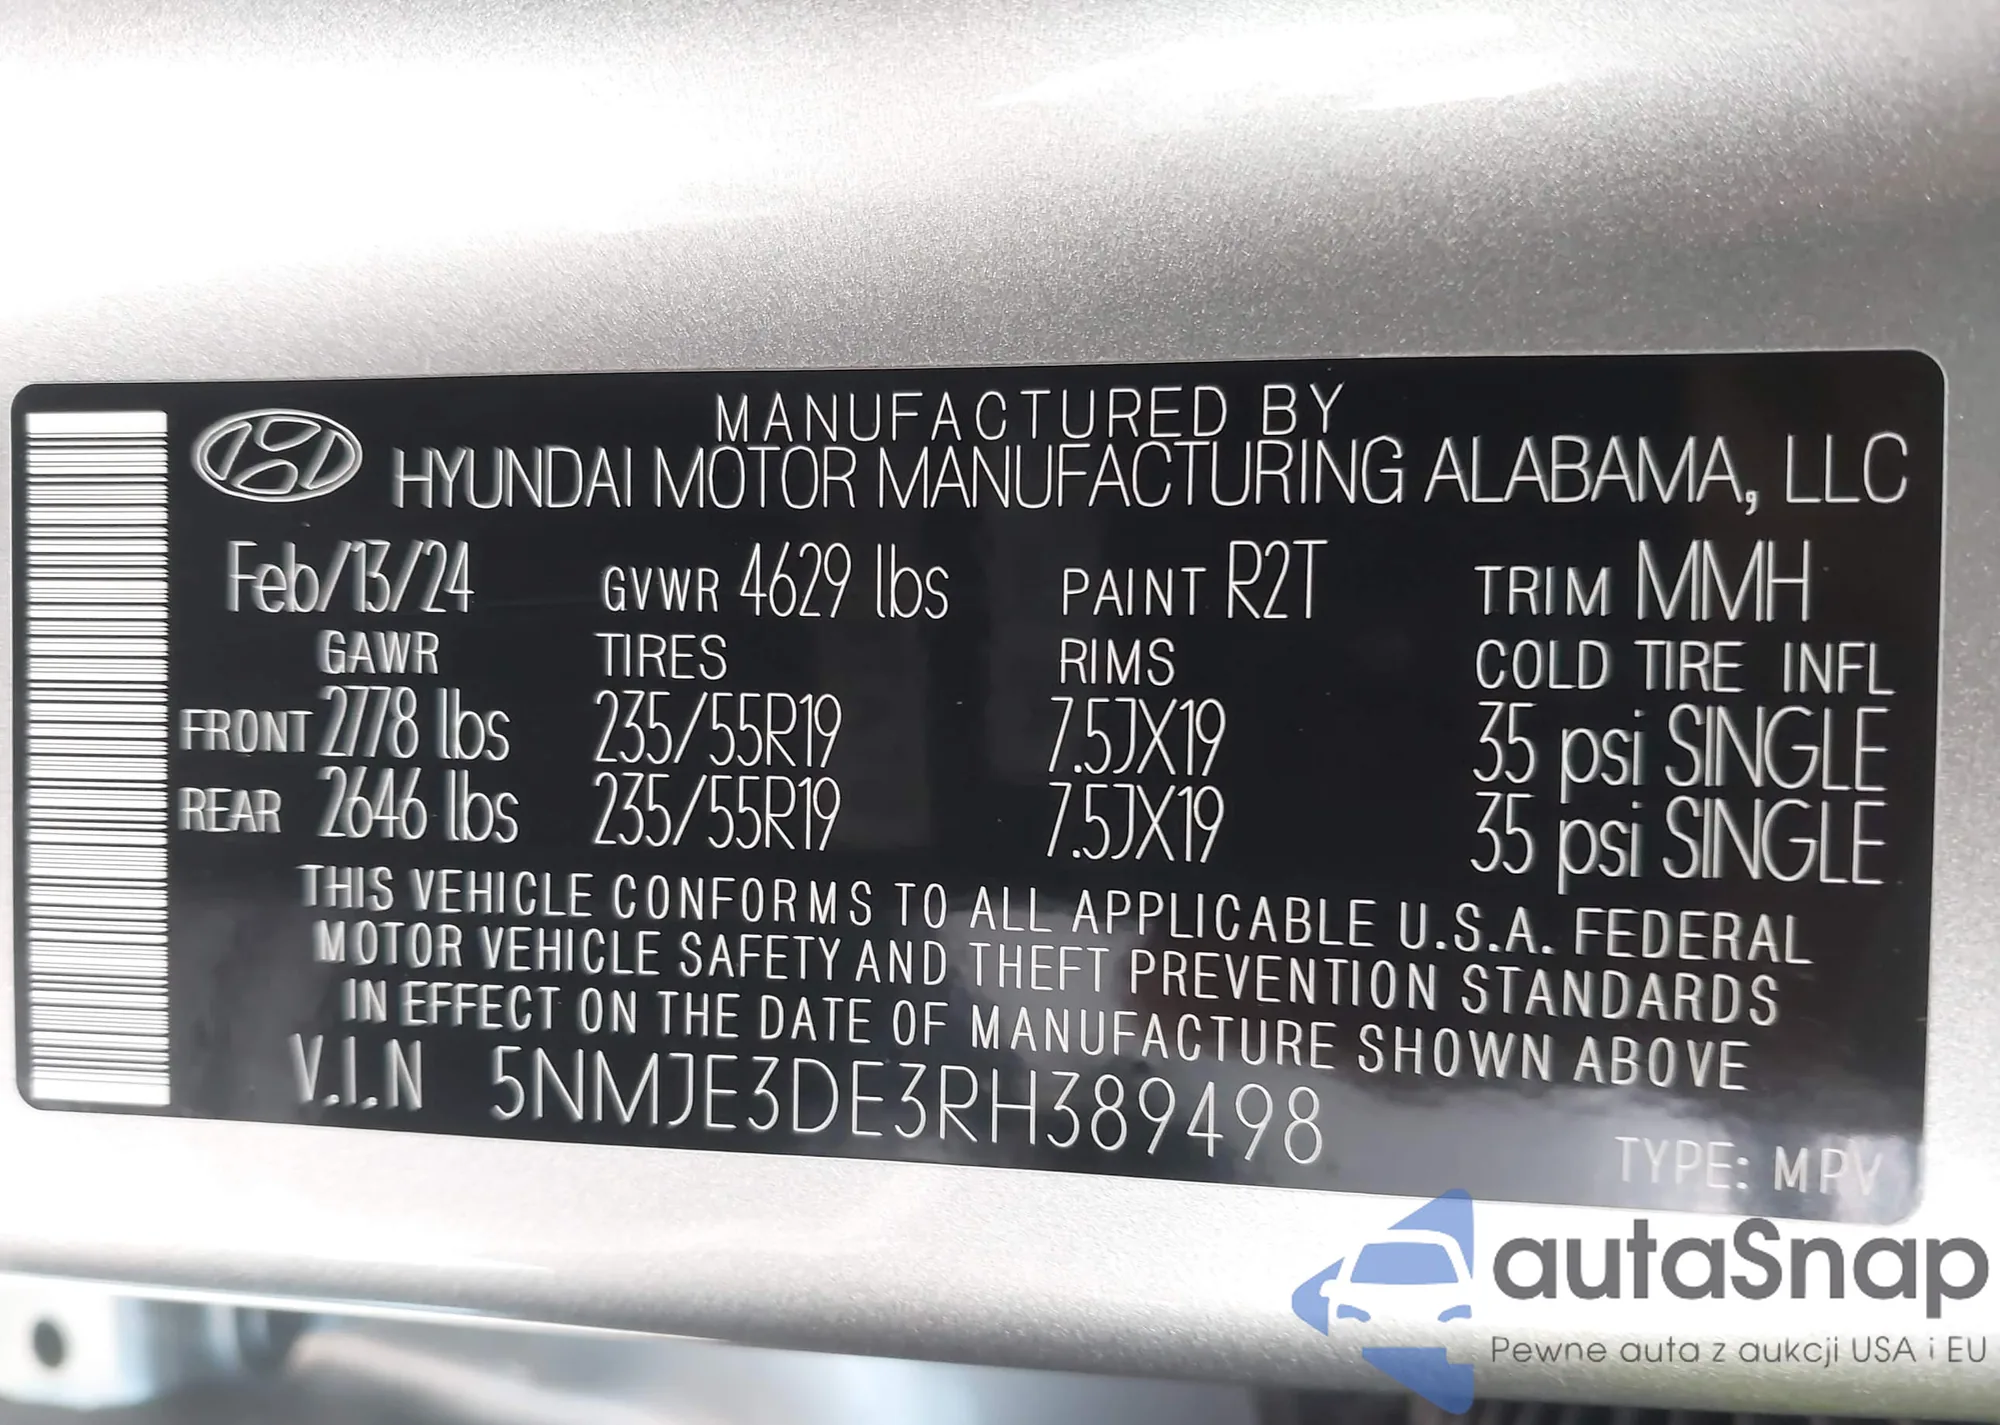 MANUFACTURED BY
HYUNDAI MOTOR MANUFACTURING ALABAMA, LLC
Feb/13/24 GVWR 4629 lbs PAINT R2T TRIM MMH
GAWR TIRES RIMS COLD TIRE INFL
FRONT 2778 lbs 235/55R19 7.5JX19 35 psi SINGLE
REAR 2646 lbs 235/55R19 7.5JX19 35 psi SINGLE
THIS VEHICLE CONFORMS TO ALL APPLICABLE U.S.A. FEDERAL
MOTOR VEHICLE SAFETY AND THEFT PREVENTION STANDARDS
IN EFFECT ON THE DATE OF MANUFACTURE SHOWN ABOVE
V.I.N 5NMJE3DE3RH389498
TYPE: MPV
autaSnap
Pewne auta z aukcji USA i EU